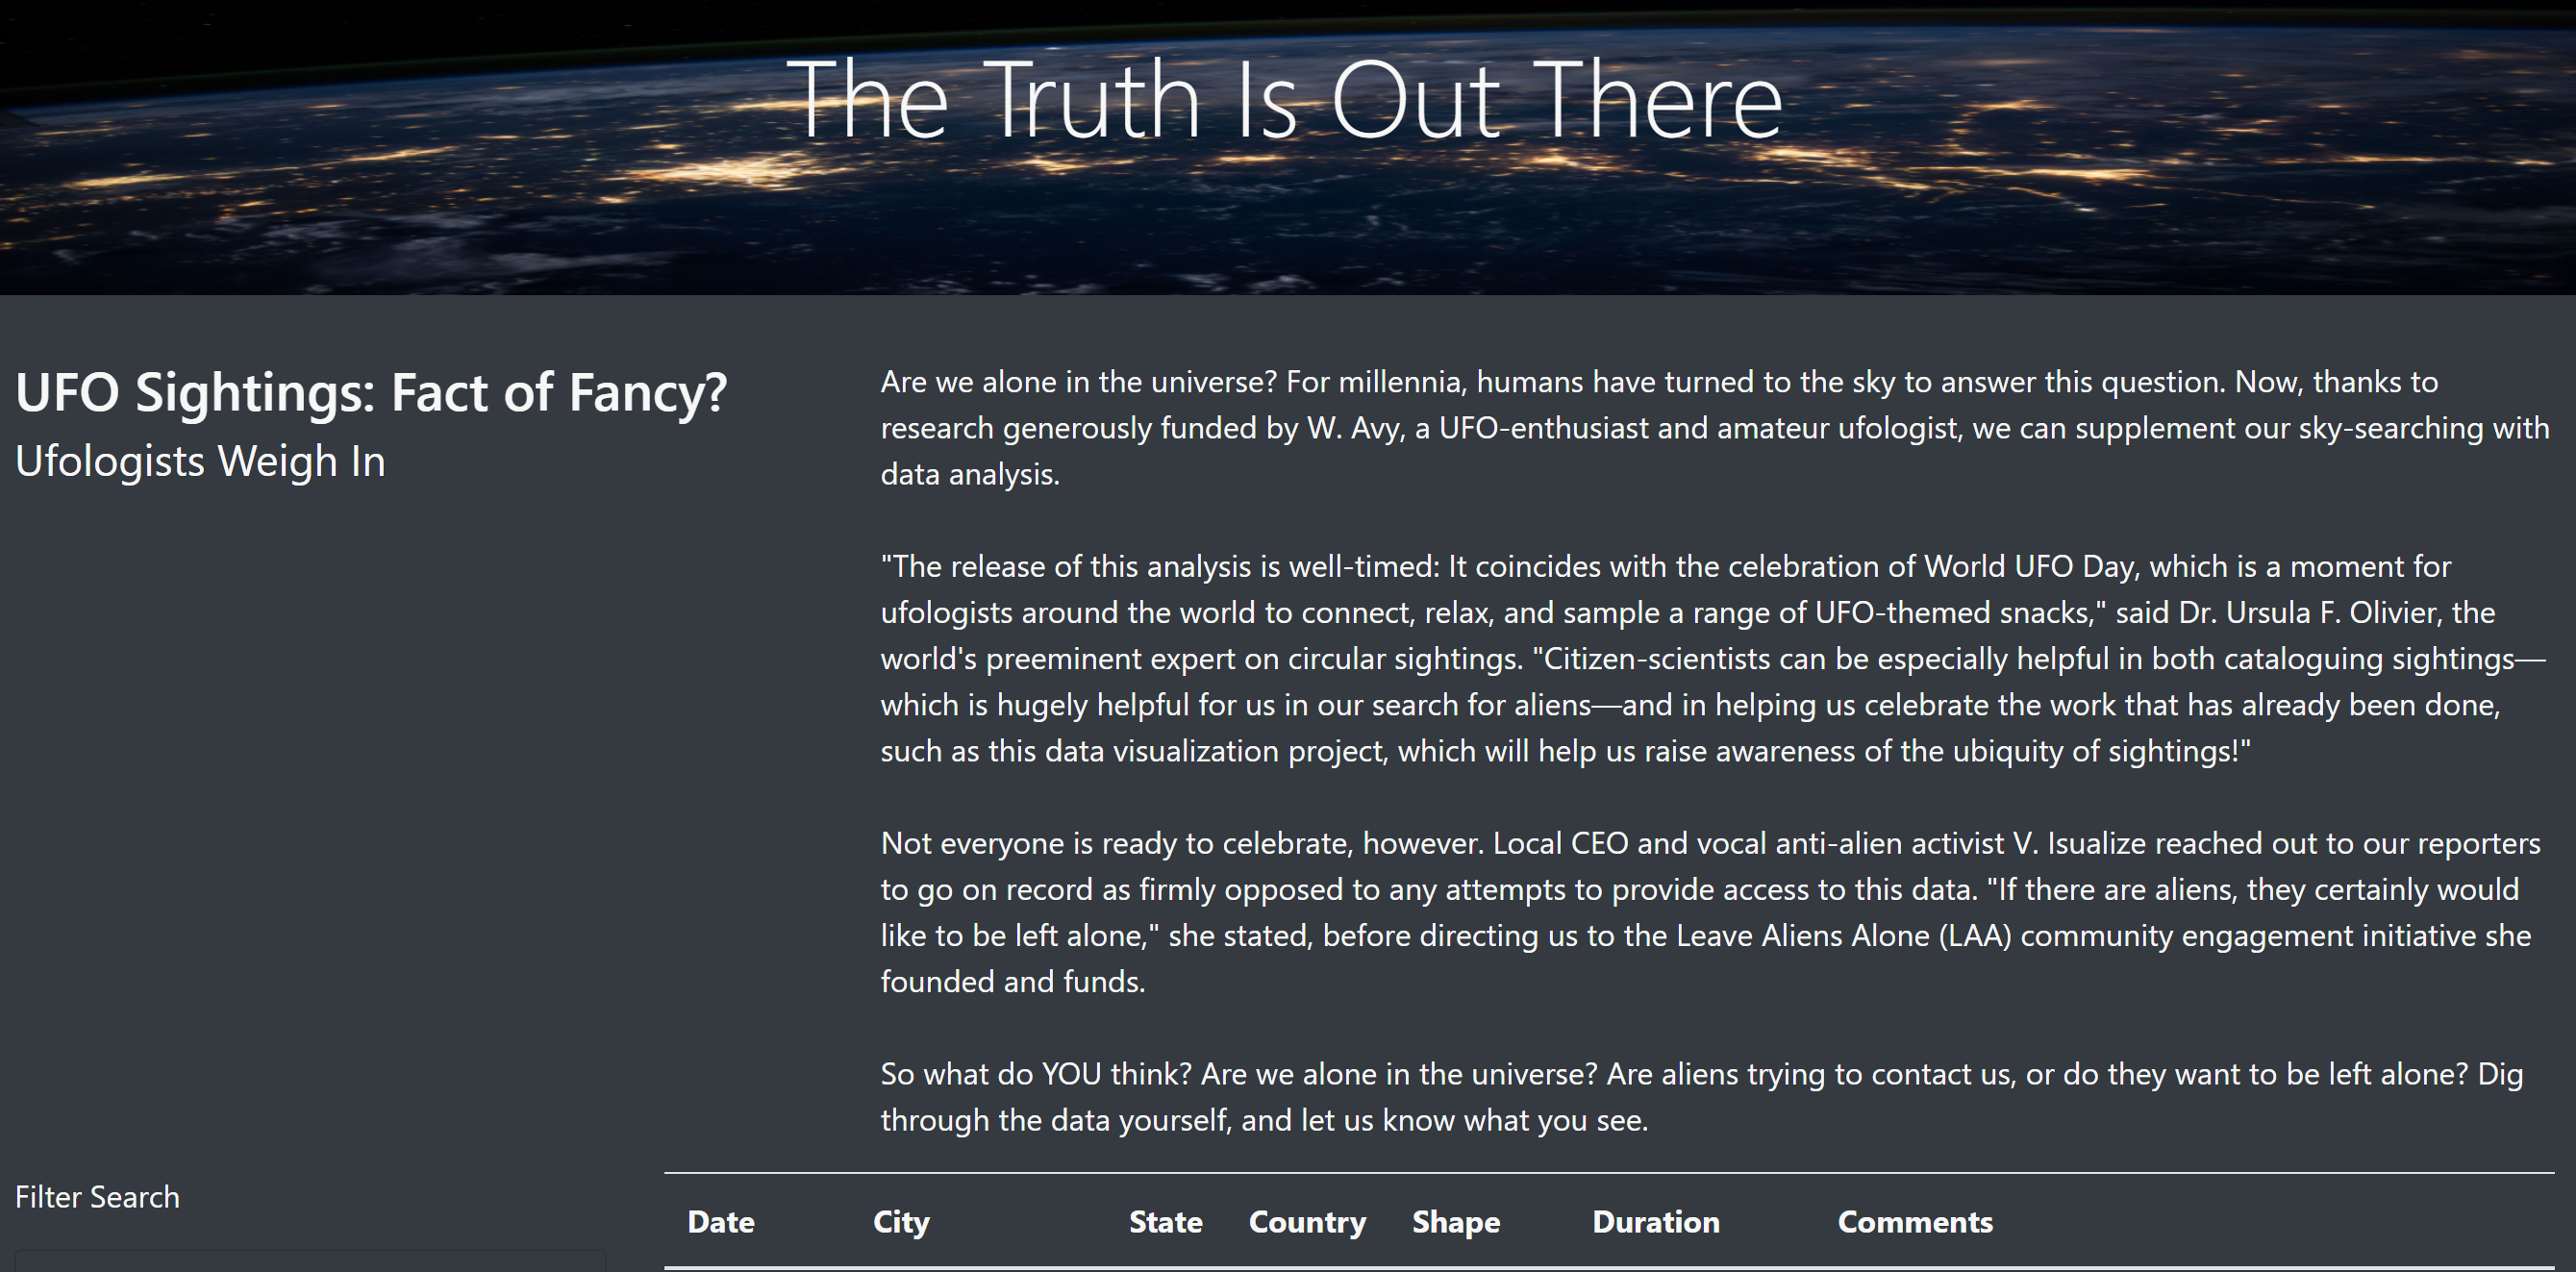 The Truth Is Out There
UFO Sightings: Fact of Fancy?
Ufologists Weigh In
Are we alone in the universe? For millennia, humans have turned to the sky to answer this question. Now, thanks to
research generously funded by W. Avy, a UFO-enthusiast and amateur ufologist, we can supplement our sky-searching with
data analysis.
"The release of this analysis is well-timed: It coincides with the celebration of World UFO Day, which is a moment for
ufologists around the world to connect, relax, and sample a range of UFO-themed snacks," said Dr. Ursula F. Olivier, the
world's preeminent expert on circular sightings. "Citizen-scientists can be especially helpful in both cataloguing sightings—
which is hugely helpful for us in our search for aliens—and in helping us celebrate the work that has already been done,
such as this data visualization project, which will help us raise awareness of the ubiquity of sightings!"
Not everyone is ready to celebrate, however. Local CEO and vocal anti-alien activist V. Isualize reached out to our reporters
to go on record as firmly opposed to any attempts to provide access to this data. "If there are aliens, they certainly would
like to be left alone," she stated, before directing us to the Leave Aliens Alone (LAA) community engagement initiative she
founded and funds.
So what do YOU think? Are we alone in the universe? Are aliens trying to contact us, or do they want to be left alone? Dig
through the data yourself, and let us know what you see.
Filter Search
Date City State Country Shape Duration Comments